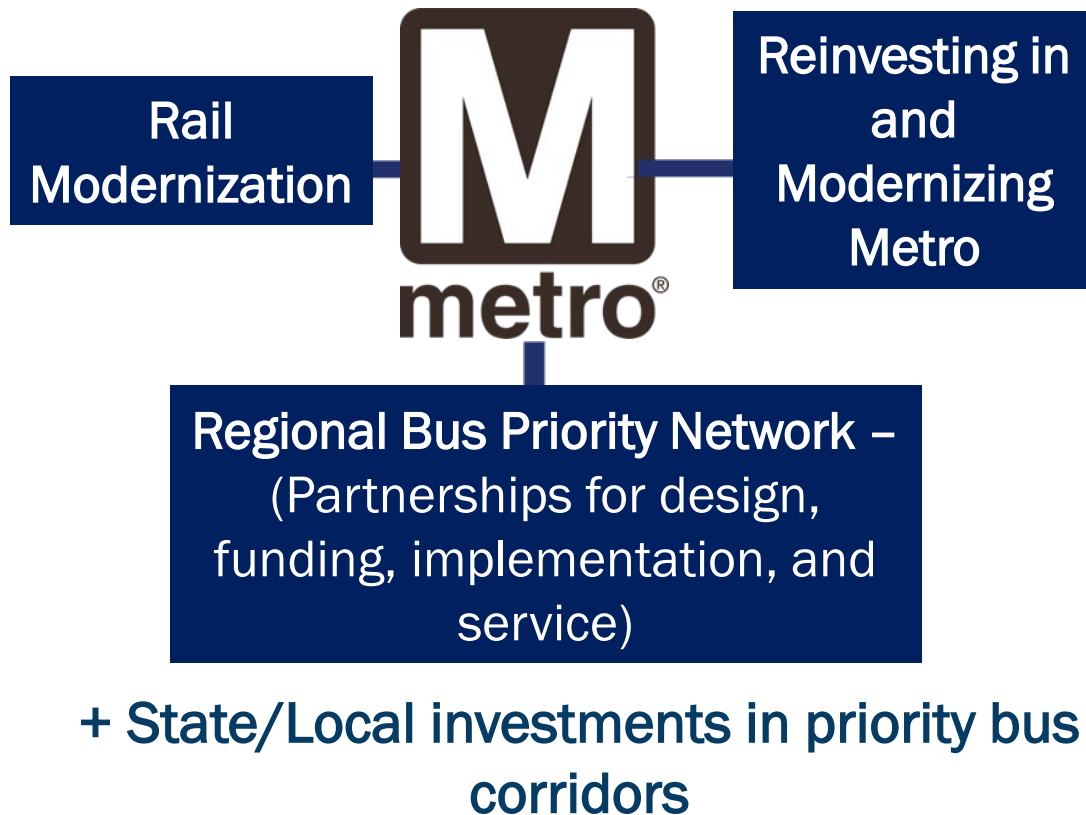 Rail
Modernization
M
metro®
Reinvesting in
and
Modernizing
Metro
Regional Bus Priority Network –
(Partnerships for design,
funding, implementation, and
service)
+ State/Local investments in priority bus
corridors